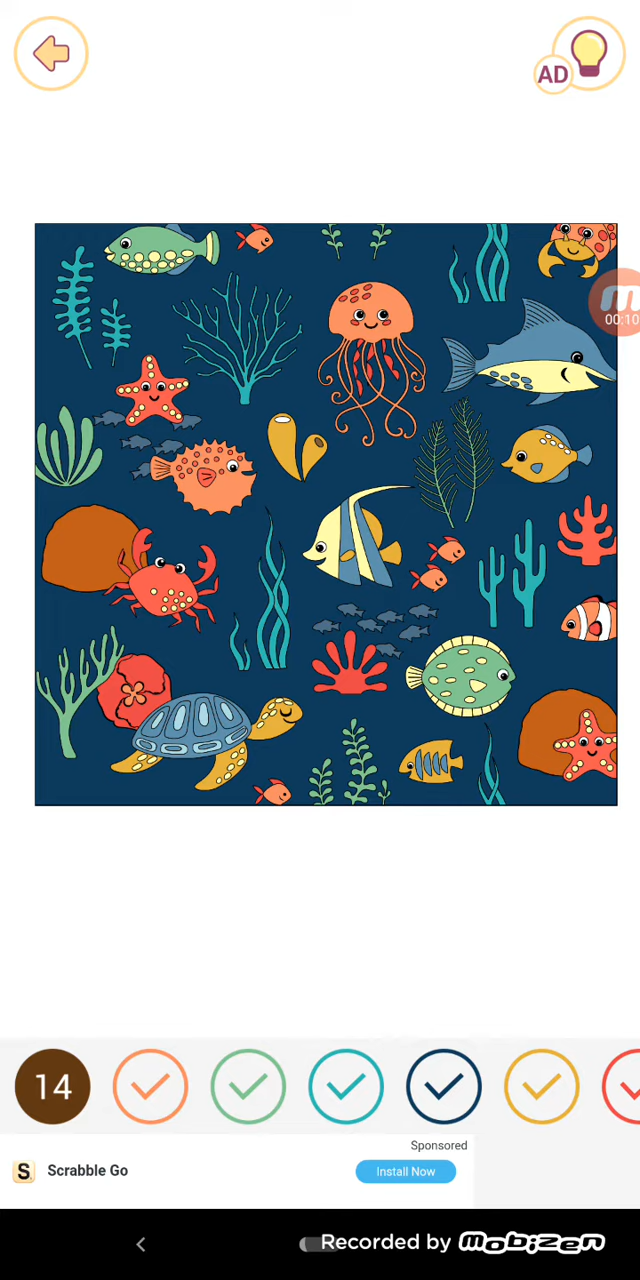 AD
00:10
14
Sponsored
S
Scrabble Go
Install Now
Recorded by mobizen